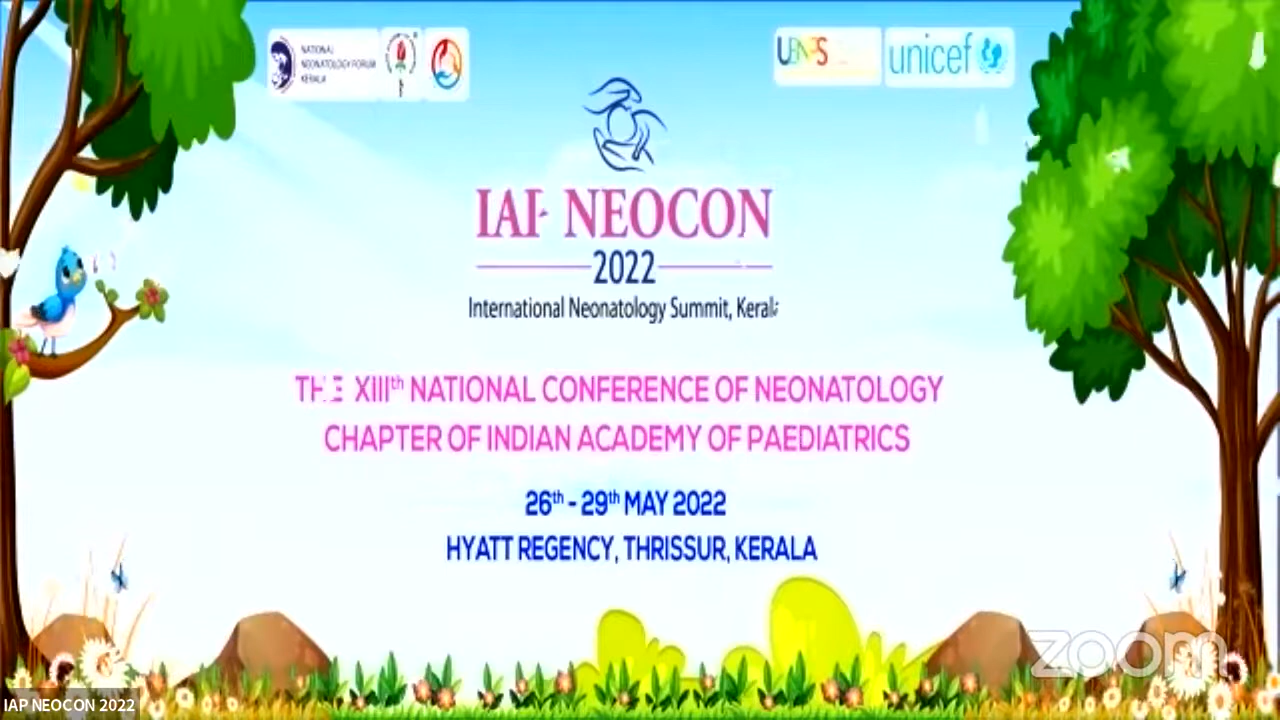 NATIONAL
NEONATOLOGY FORUM
KERALA
unicef
IAP NEOCON
2022
International Neonatology Summit, Kerala
THE XIIIth NATIONAL CONFERENCE OF NEONATOLOGY
CHAPTER OF INDIAN ACADEMY OF PAEDIATRICS
26th - 29th MAY 2022
HYATT REGENCY, THRISSUR, KERALA
zoom
IAP NEOCON 2022